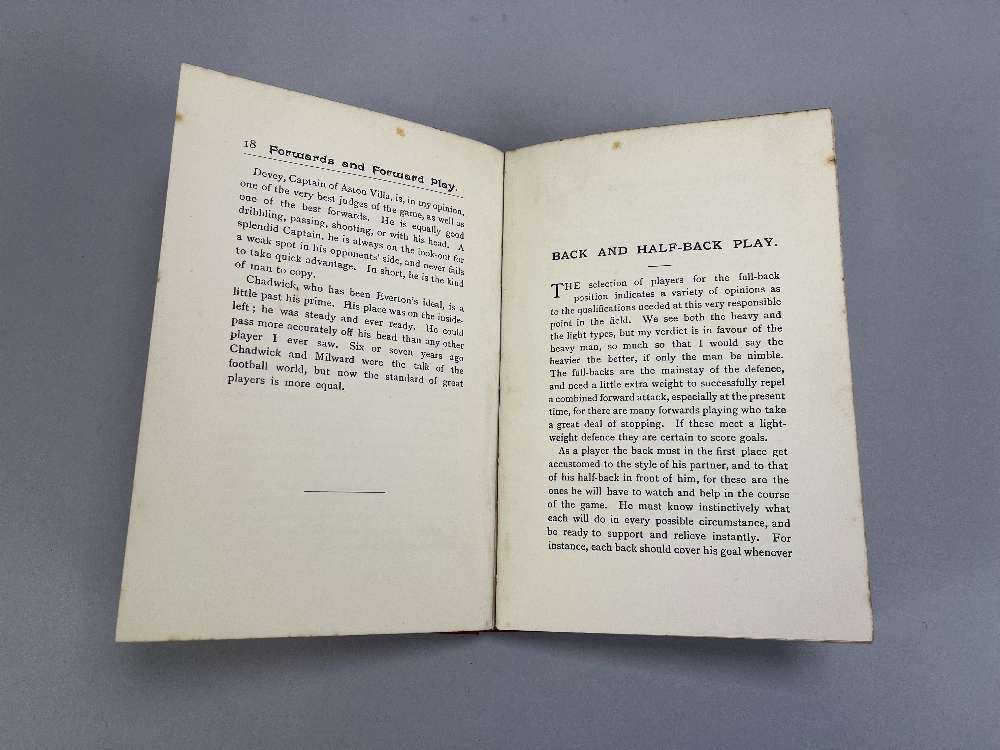 18 Forwards and Forward Play.
Devey, Captain of Aston Villa, is, in my opinion,
one of the very best judges of the game, as well as
one of the best forwards. He is equally good
dribbling, passing, shooting, or with his head. A
splendid Captain, he is always on the look-out for
a weak spot in his opponents' side, and never fails
to take quick advantage. In short, he is the kind
of man to copy.
Chadwick, who has been Everton's ideal, is a
little past his prime. His place was on the inside-
left; he was steady and ever ready. He could
pass more accurately off his head than any other
player I ever saw. Six or seven years ago
Chadwick and Milward were the talk of the
football world, but now the standard of great
players is more equal.
BACK AND HALF-BACK PLAY.
THE selection of players for the full-back
position indicates a variety of opinions as
to the qualifications needed at this very responsible
point in the field. We see both the heavy and
the light types, but my verdict is in favour of the
heavy man, so much so that I would say the
heavier the better, if only the man be nimble.
The full-backs are the mainstay of the defence,
and need a little extra weight to successfully repel
a combined forward attack, especially at the present
time, for there are many forwards playing who take
a great deal of stopping. If these meet a light-
weight defence they are certain to score goals.
As a player the back must in the first place get
accustomed to the style of his partner, and to that
of his half-back in front of him, for these are the
ones he will have to watch and help in the course
of the game. He must know instinctively what
each will do in every possible circumstance, and
be ready to support and relieve instantly. For
instance, each back should cover his goal whenever